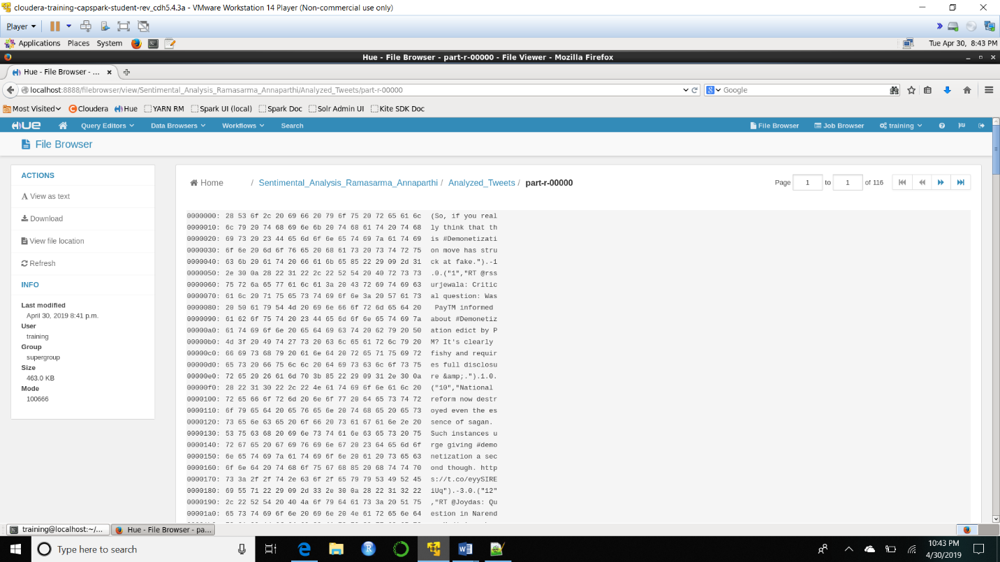 cloudera-training-capspark-student-rev_cdh5.4.3a - VMware Workstation 14 Player (Non-commercial use only)
Player
Applications Places System Tue Apr 30, 8:43 PM
Hue - File Browser - part-r-00000 - File Viewer - Mozilla Firefox
Hue - File Browser - ...
localhost:8888/filebrowser/view/Sentimental_Analysis_Ramasarma_Annaparthi/Analyzed_Tweets/part-r-00000 Google
Most Visited Cloudera Hue YARN RM Spark UI (local) Spark Doc Solr Admin UI Kite SDK Doc
HUE Query Editors Data Browsers Workflows Search File Browser Job Browser training
File Browser
ACTIONS
View as text
Download
View file location
Refresh
INFO
Last modified
April 30, 2019 8:41 p.m.
User
training
Group
supergroup
Size
463.0 KB
Mode
100666
Home / Sentimental_Analysis_Ramasarma_Annaparthi / Analyzed_Tweets / part-r-00000 Page 1 to 1 of 116
0000000: 28 53 6f 2c 20 69 66 20 79 6f 75 20 72 65 61 6c (So, if you real
0000010: 6c 79 20 74 68 69 6e 6b 20 74 68 61 74 20 74 68 ly think that th
0000020: 69 73 20 23 44 65 6d 6f 6e 65 74 69 7a 61 74 69 is #Demonetizati
0000030: 6f 6e 20 6d 6f 76 65 20 68 61 73 20 73 74 72 75 on move has stru
0000040: 63 6b 20 61 74 20 66 61 6b 65 85 22 29 09 2d 31 ck at fake.").-1
0000050: 2e 30 0a 28 22 31 22 2c 22 52 54 20 40 72 73 73 .0.("1","RT @rss
0000060: 75 72 6a 65 77 61 6c 61 3a 20 43 72 69 74 69 63 urjewala: Critic
0000070: 61 6c 20 71 75 65 73 74 69 6f 6e 3a 20 57 61 73 al question: Was
0000080: 20 50 61 79 54 4d 20 69 6e 66 6f 72 6d 65 64 20 PayTM informed
0000090: 61 62 6f 75 74 20 23 44 65 6d 6f 6e 65 74 69 7a about #Demonetiz
00000a0: 61 74 69 6f 6e 20 65 64 69 63 74 20 62 79 20 50 ation edict by P
00000b0: 4d 3f 20 49 74 27 73 20 63 6c 65 61 72 6c 79 20 M? It's clearly
00000c0: 66 69 73 68 79 20 61 6e 64 20 72 65 71 75 69 72 fishy and requir
00000d0: 65 73 20 66 75 6c 6c 20 64 69 73 63 6c 6f 73 75 es full disclosu
00000e0: 72 65 20 26 61 6d 70 3b 85 22 29 09 31 2e 30 0a re &amp;.").1.0.
00000f0: 28 22 31 30 22 2c 22 4e 61 74 69 6f 6e 61 6c 20 ("10","National
0000100: 72 65 66 6f 72 6d 20 6e 6f 77 20 64 65 73 74 72 reform now destr
0000110: 6f 79 65 64 20 65 76 65 6e 20 74 68 65 20 65 73 oyed even the es
0000120: 73 65 6e 63 65 20 6f 66 20 73 61 67 61 6e 2e 20 sence of sagan.
0000130: 53 75 63 68 20 69 6e 73 74 61 6e 63 65 73 20 75 Such instances u
0000140: 72 67 65 20 67 69 76 69 6e 67 20 23 64 65 6d 6f rge giving #demo
0000150: 6e 65 74 69 7a 61 74 69 6f 6e 20 61 20 73 65 63 netization a sec
0000160: 6f 6e 64 20 74 68 6f 75 67 68 85 20 68 74 74 70 ond though. http
0000170: 73 3a 2f 2f 74 2e 63 6f 2f 65 79 79 53 49 52 45 s://t.co/eyySIRE
0000180: 69 55 71 22 29 09 2d 33 2e 30 0a 28 22 31 32 22 iUq").-3.0.("12"
0000190: 2c 22 52 54 20 40 4a 6f 79 64 61 73 3a 20 51 75 ,"RT @Joydas: Qu
00001a0: 65 73 74 69 6f 6e 20 69 6e 20 4e 61 72 65 6e 64 estion in Narend
training@localhost:~/... Hue - File Browser - pa...
Type here to search
10:43 PM
4/30/2019